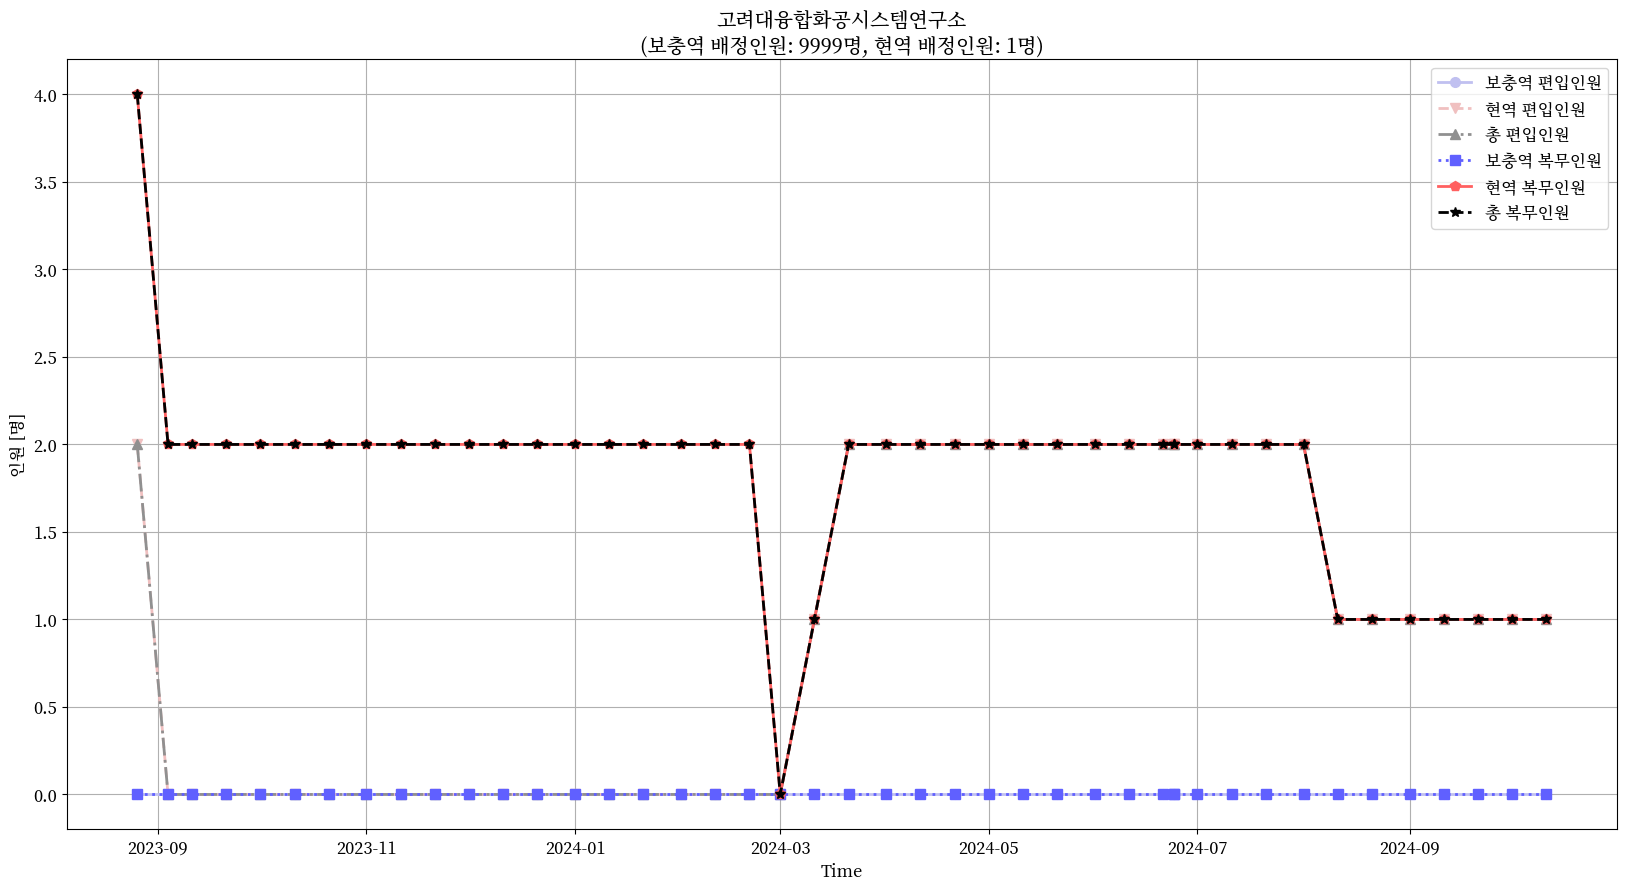 고려대융합화공시스템연구소
(보충역 배정인원: 9999명, 현역 배정인원: 1명)
보충역 편입인원
현역 편입인원
총 편입인원
보충역 복무인원
현역 복무인원
총 복무인원
4.0
3.5
3.0
2.5
2.0
1.5
1.0
0.5
0.0
인원 [명]
2023-09
2023-11
2024-01
2024-03
2024-05
2024-07
2024-09
Time